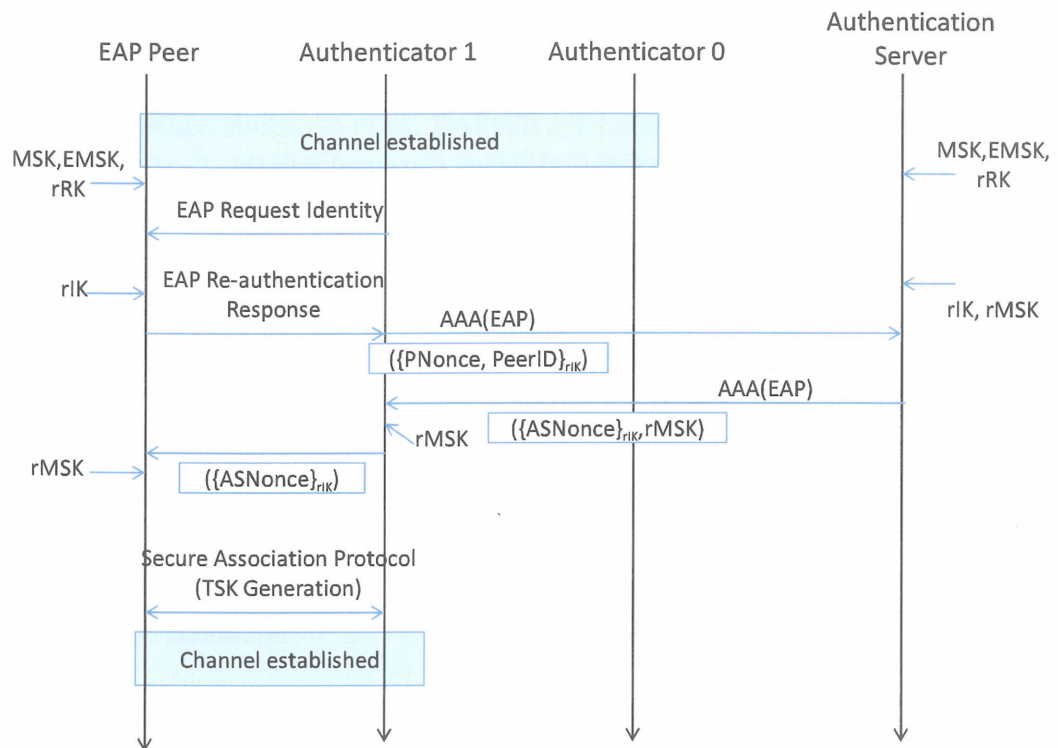 EAP Peer
Authenticator 1
Authenticator 0
Authentication
Server
Channel established
MSK,EMSK,
rRK
MSK,EMSK,
rRK
EAP Request Identity
rIK
EAP Re-authentication
Response
rIK, rMSK
AAA(EAP)
({PNonce, PeerID}rIK)
AAA(EAP)
({ASNonce}rIK,rMSK)
rMSK
rMSK
({ASNonce}rIK)
Secure Association Protocol
(TSK Generation)
Channel established